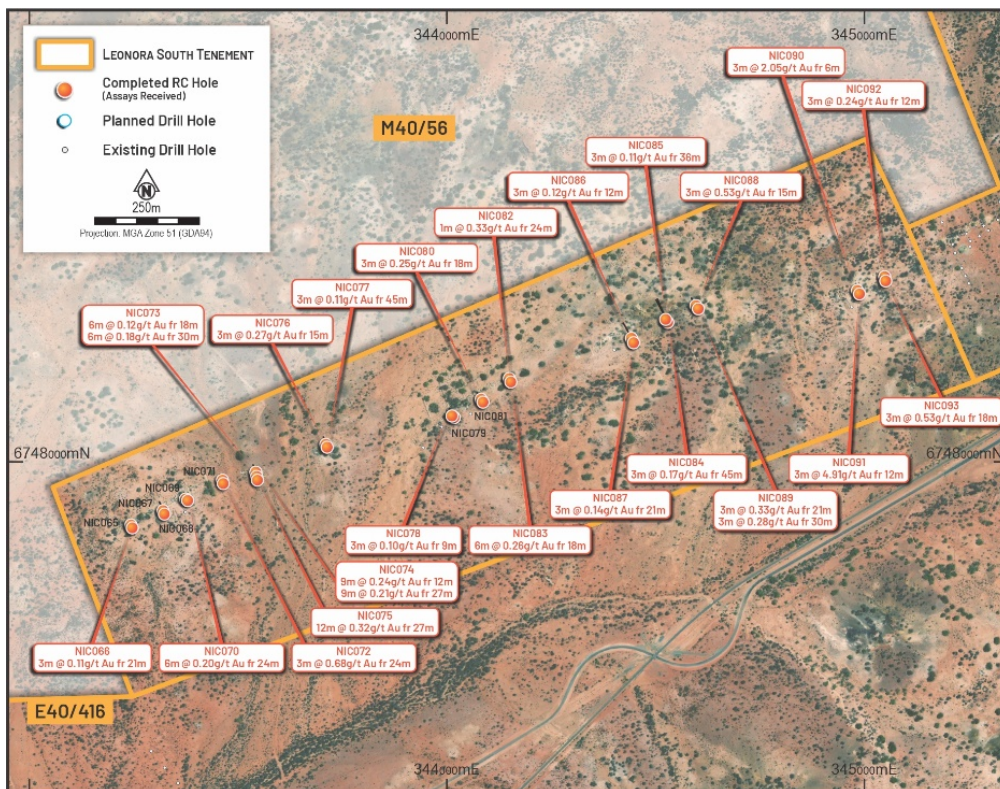 344000mE
345000mE
LEONORA SOUTH TENEMENT
COMPLETED RC HOLE
(ASSAYS RECEIVED)
PLANNED DRILL HOLE
EXISTING DRILL HOLE
N
250m
Projection: MGA Zone 51 (GDA94)
M40/56
NIC090
3m @ 2.05g/t Au fr 6m
NIC092
3m @ 0.24g/t Au fr 12m
NIC085
3m @ 0.11g/t Au fr 36m
NIC086
3m @ 0.12g/t Au fr 12m
NIC088
3m @ 0.53g/t Au fr 15m
NIC082
1m @ 0.33g/t Au fr 24m
NIC080
3m @ 0.25g/t Au fr 18m
NIC077
3m @ 0.11g/t Au fr 45m
NIC073
6m @ 0.12g/t Au fr 18m
6m @ 0.18g/t Au fr 30m
NIC076
3m @ 0.27g/t Au fr 15m
NIC081
NIC079
NIC093
3m @ 0.53g/t Au fr 18m
6748000mN
6748000mN
NIC071
NIC069
NIC067
NIC065
NIC068
NIC084
3m @ 0.17g/t Au fr 45m
NIC091
3m @ 4.91g/t Au fr 12m
NIC087
3m @ 0.14g/t Au fr 21m
NIC089
3m @ 0.33g/t Au fr 21m
3m @ 0.28g/t Au fr 30m
NIC078
3m @ 0.10g/t Au fr 9m
NIC083
6m @ 0.26g/t Au fr 18m
NIC074
9m @ 0.24g/t Au fr 12m
9m @ 0.21g/t Au fr 27m
NIC075
12m @ 0.32g/t Au fr 27m
NIC066
3m @ 0.11g/t Au fr 21m
NIC070
6m @ 0.20g/t Au fr 24m
NIC072
3m @ 0.68g/t Au fr 24m
E40/416
344000mE
345000mE